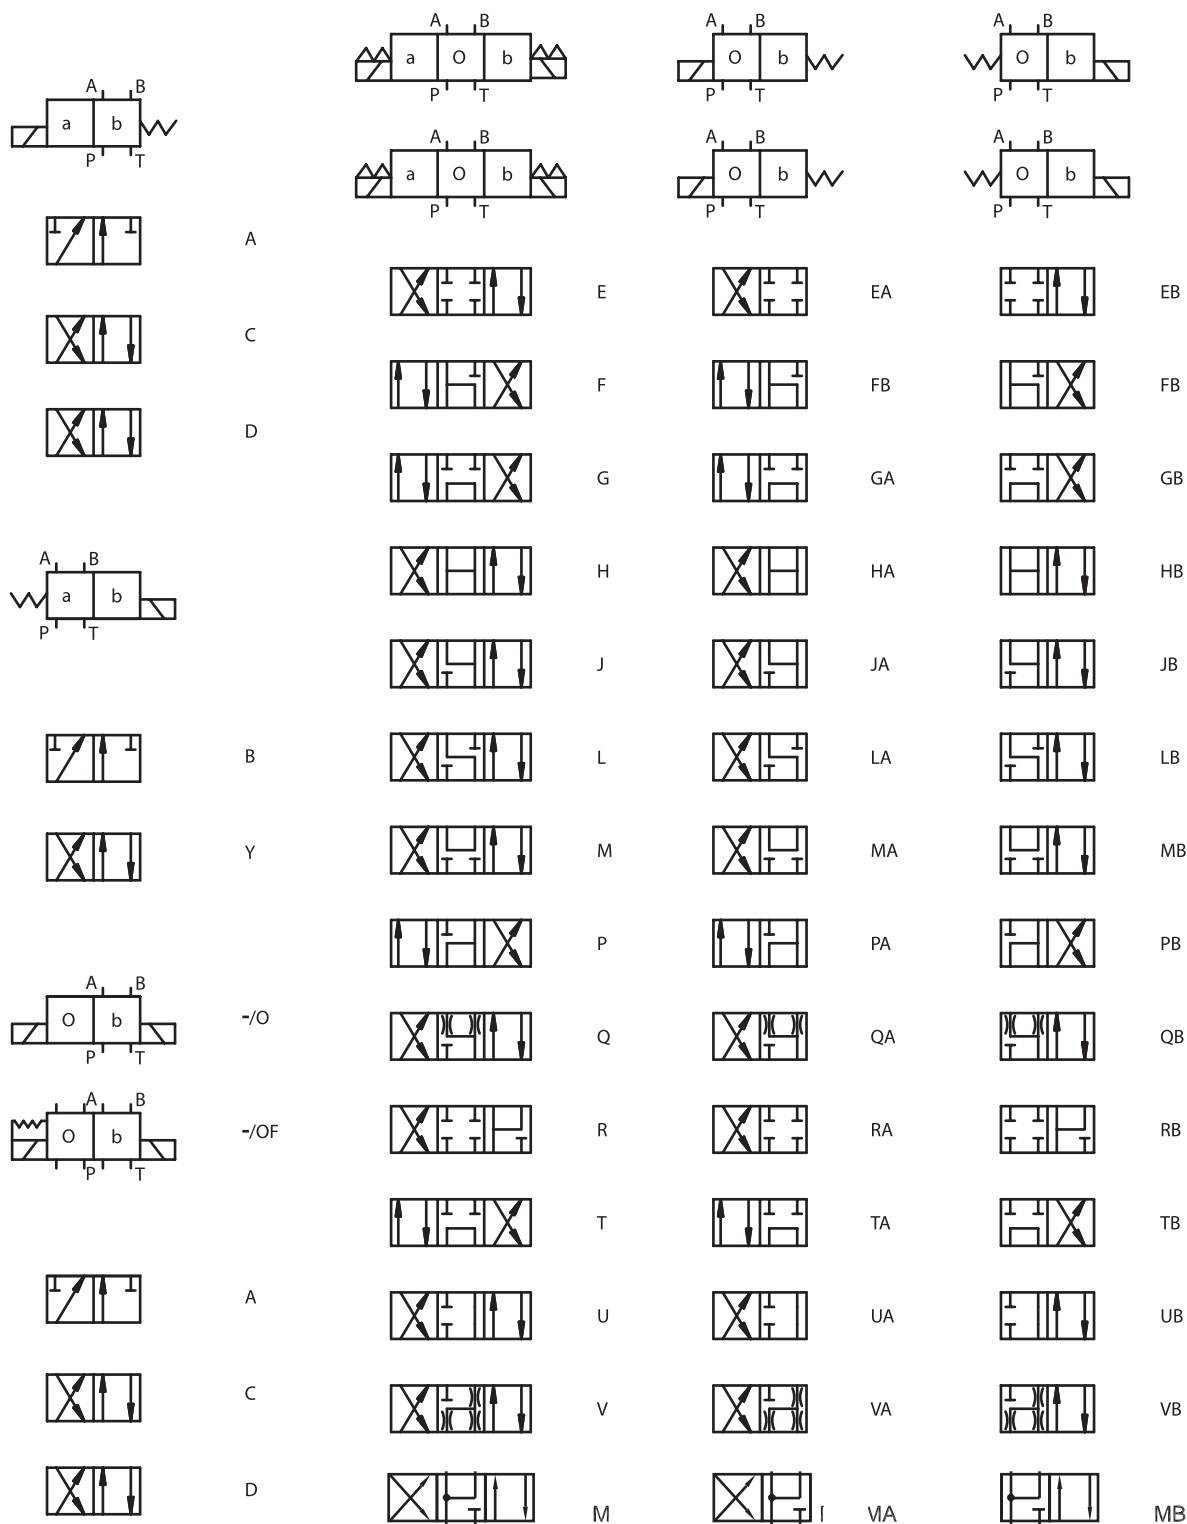 A B
a O b
P T
A B
O b
P T
A B
O b
P T
A B
a b
P T
A B
a O b
P T
A B
O b
P T
A B
O b
P T
A
E EA EB
C
F FB FB
D
G GA GB
A B
a b
P T
H HA HB
J JA JB
B
L LA LB
Y
M MA MB
P PA PB
A B
O b
P T
-/O
Q QA QB
A B
O b
P T
-/OF
R RA RB
T TA TB
A
U UA UB
C
V VA VB
D
M MA MB